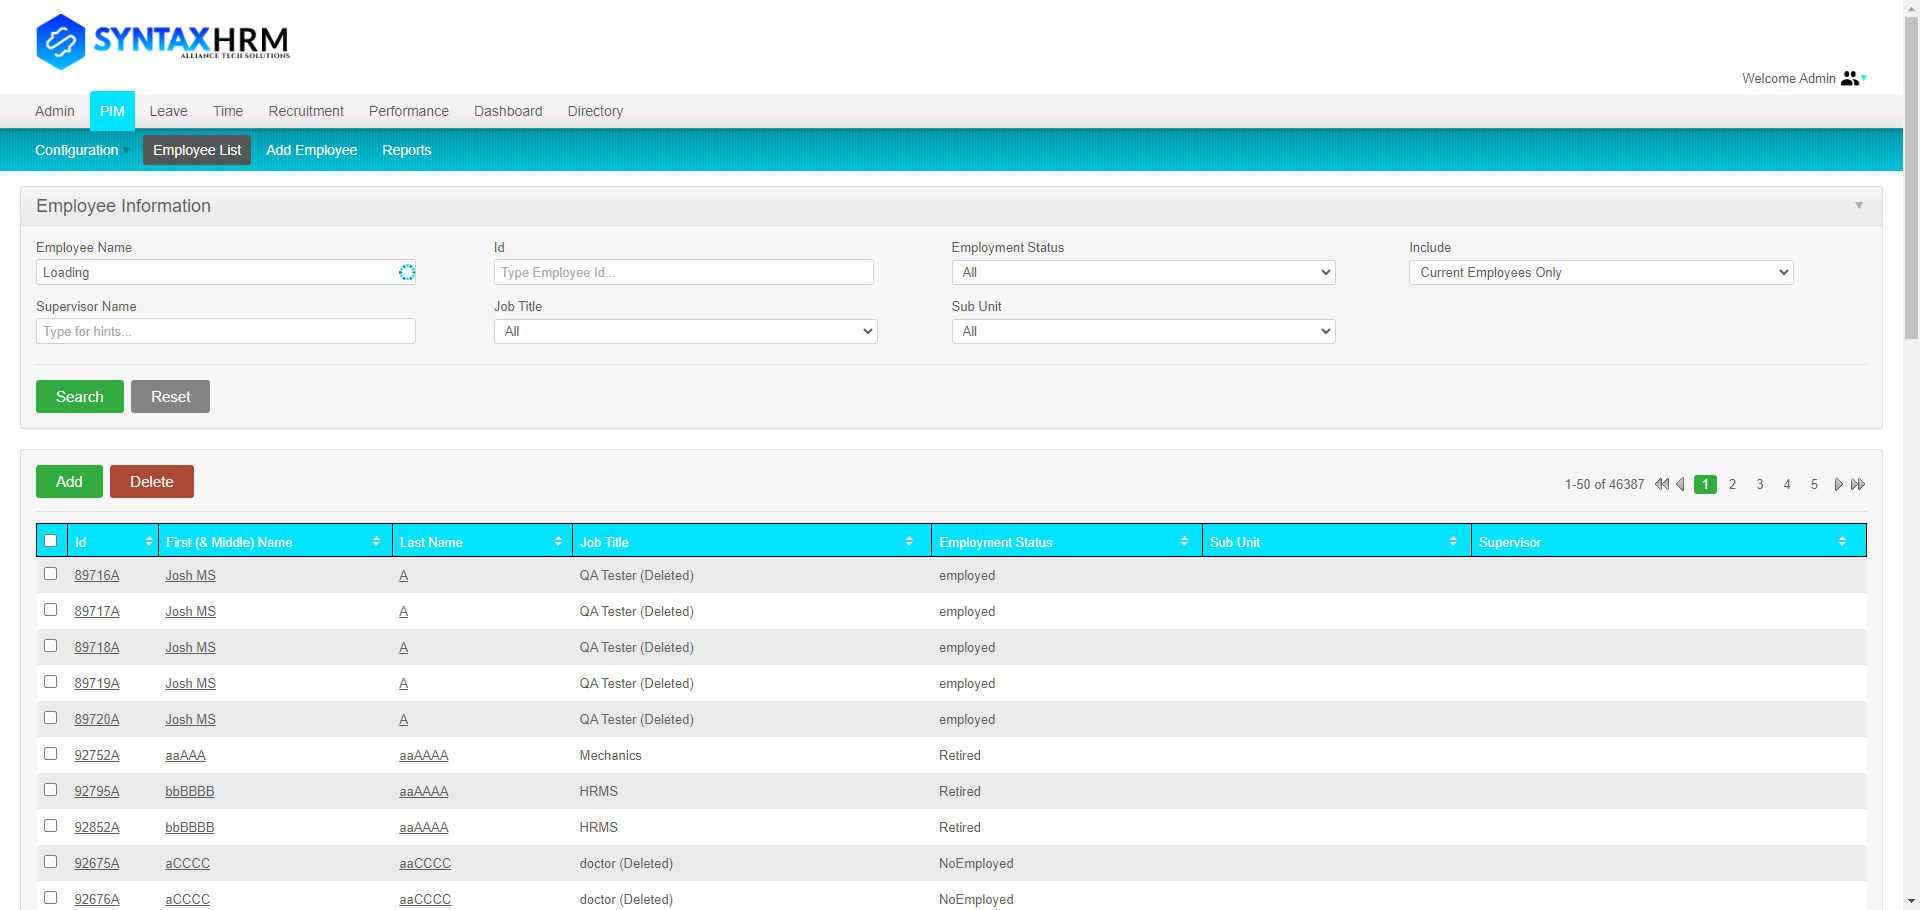 SYNTAXHRM
ALLIANCE TECH SOLUTIONS
Welcome Admin
Admin PIM Leave Time Recruitment Performance Dashboard Directory
Configuration Employee List Add Employee Reports
Employee Information
Employee Name Id Employment Status Include
Loading Type Employee Id... All Current Employees Only
Supervisor Name Job Title Sub Unit
Type for hints... All All
Search Reset
Add Delete
1-50 of 46387 1 2 3 4 5
Id First (& Middle) Name Last Name Job Title Employment Status Sub Unit Supervisor
89716A Josh MS A QA Tester (Deleted) employed
89717A Josh MS A QA Tester (Deleted) employed
89718A Josh MS A QA Tester (Deleted) employed
89719A Josh MS A QA Tester (Deleted) employed
89720A Josh MS A QA Tester (Deleted) employed
92752A aaAAA aaAAAA Mechanics Retired
92795A bbBBBB aaAAAA HRMS Retired
92852A bbBBBB aaAAAA HRMS Retired
92675A aCCCC aaCCCC doctor (Deleted) NoEmployed
92676A aCCCC aaCCCC doctor (Deleted) NoEmployed